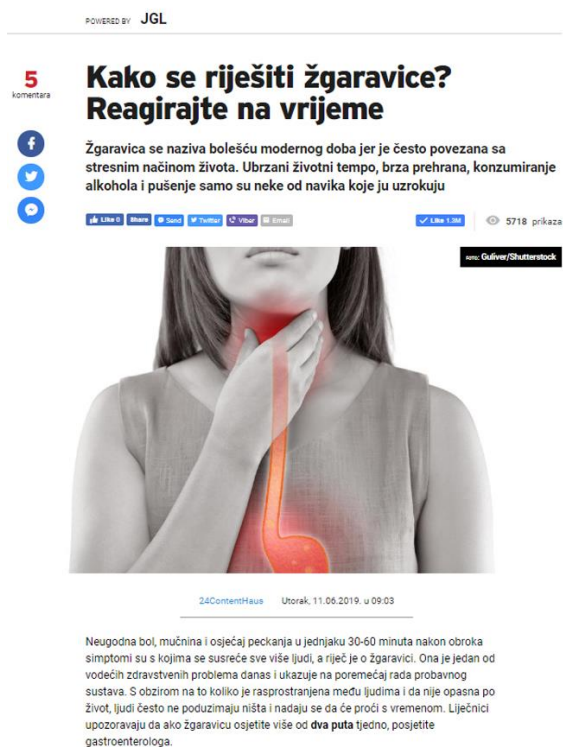 POWERED BY JGL
5
komentara
Kako se riješiti žgaravice?
Reagirajte na vrijeme
Žgaravica se naziva bolešću modernog doba jer je često povezana sa
stresnim načinom života. Ubrzani životni tempo, brza prehrana, konzumiranje
alkohola i pušenje samo su neke od navika koje ju uzrokuju
Like 0 Share Send Twitter Viber Email Like 1.3M 5718 prikaza
FOTO: Guliver/Shutterstock
24ContentHaus Utorak, 11.06.2019. u 09:03
Neugodna bol, mučnina i osjećaj peckanja u jednjaku 30-60 minuta nakon obroka
simptomi su s kojima se susreće sve više ljudi, a riječ je o žgaravici. Ona je jedan od
vodećih zdravstvenih problema danas i ukazuje na poremećaj rada probavnog
sustava. S obzirom na to koliko je rasprostranjena među ljudima i da nije opasna po
život, ljudi često ne poduzimaju ništa i nadaju se da će proći s vremenom. Liječnici
upozoravaju da ako žgaravicu osjetite više od dva puta tjedno, posjetite
gastroenterologa.